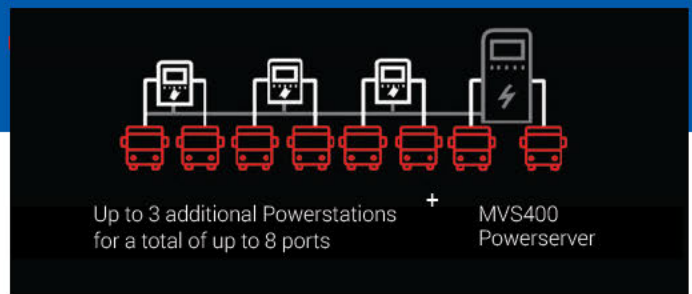 Up to 3 additional Powerstations
for a total of up to 8 ports
+
MVS400
Powerserver